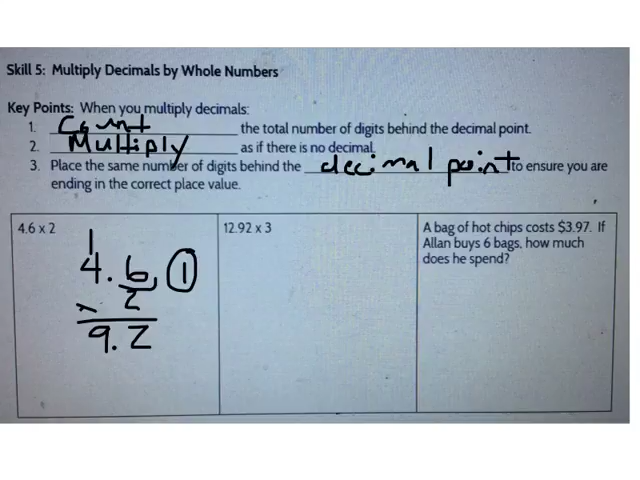 Skill 5: Multiply Decimals by Whole Numbers
Key Points: When you multiply decimals:
1. Count the total number of digits behind the decimal point.
2. Multiply as if there is no decimal.
3. Place the same number of digits behind the decimal point to ensure you are
ending in the correct place value.
4.6 x 2
1
4.6 1
x 2
9.2
12.92 x 3
A bag of hot chips costs $3.97. If
Allan buys 6 bags, how much
does he spend?